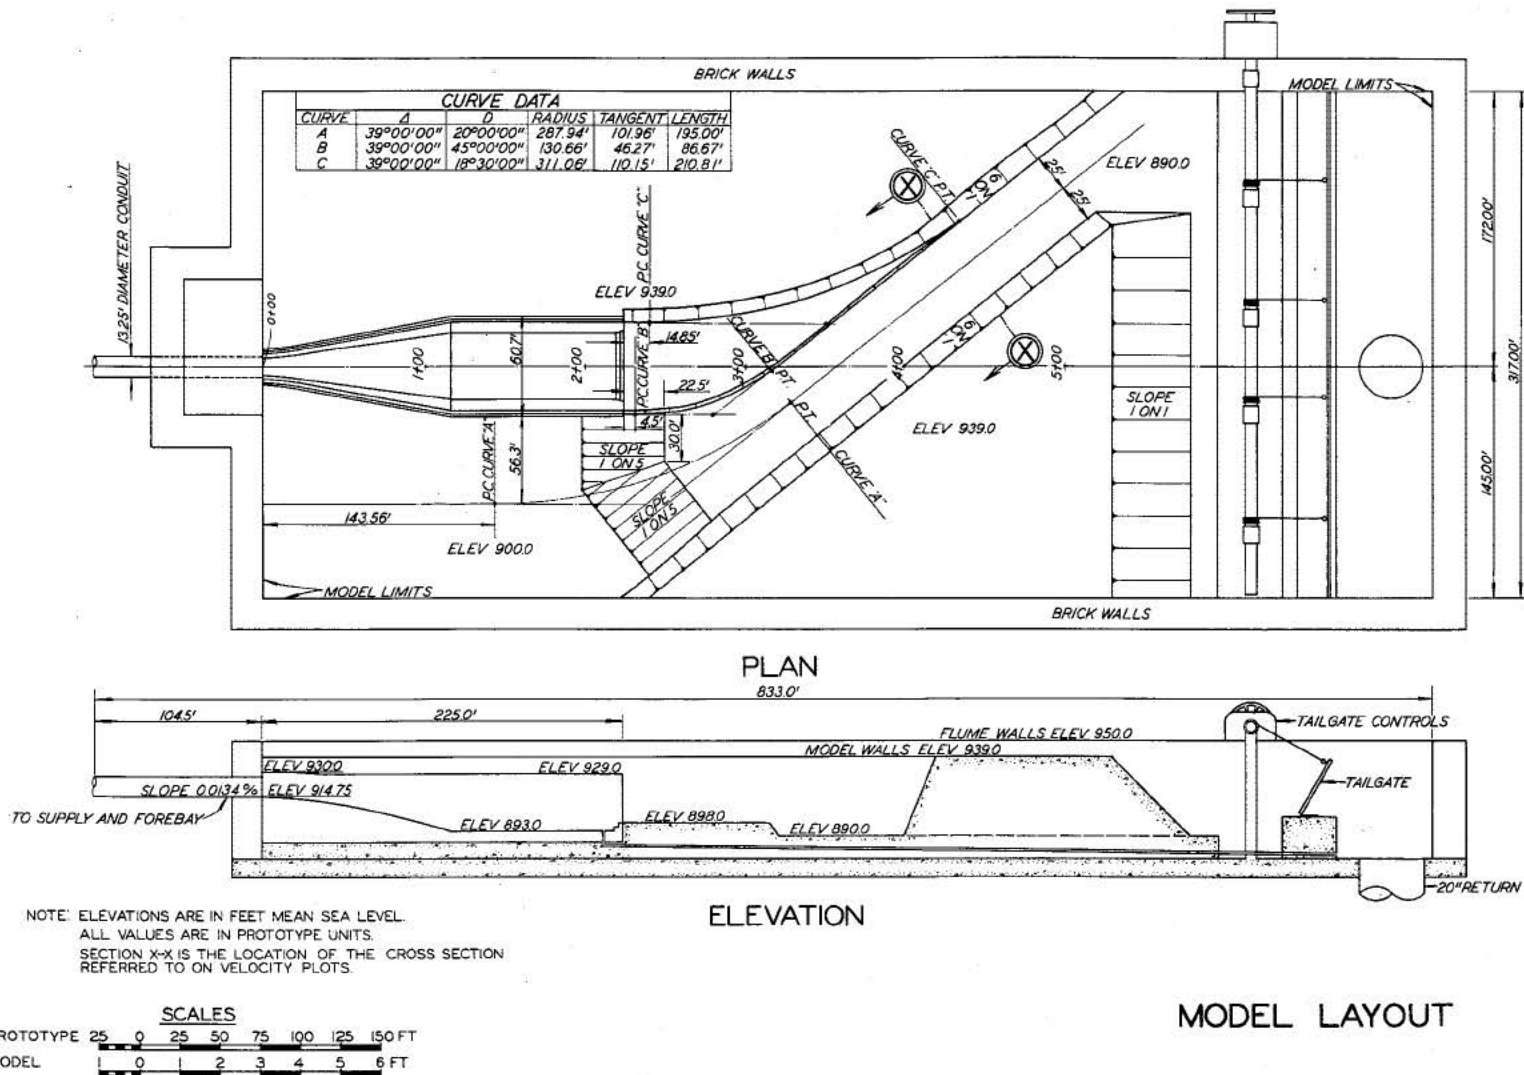 BRICK WALLS
MODEL LIMITS
CURVE DATA
CURVE Δ D RADIUS TANGENT LENGTH
A 39°00'00" 20°00'00" 287.94' 101.96' 195.00'
B 39°00'00" 45°00'00" 130.66' 46.27' 86.67'
C 39°00'00" 18°30'00" 311.06' 110.15' 210.81'
CURVE "C" P.T.
X
6 ON 1
25'
25'
ELEV 890.0
172.00'
13.25' DIAMETER CONDUIT
P.C. CURVE "C"
ELEV 939.0
0+00
1+00
60.7'
2+00
P.C. CURVE "B"
14.85'
22.5'
3+00
CURVE "B" P.T.
4+00
6 ON 1
X
5+00
317.00'
P.T.
CURVE "A"
ELEV 939.0
SLOPE
1 ON 1
4.5'
30.0'
P.C. CURVE "A"
56.3'
SLOPE
1 ON 5
SLOPE
1 ON 5
145.00'
143.56'
ELEV 900.0
MODEL LIMITS
BRICK WALLS
PLAN
833.0'
104.5'
225.0'
TAILGATE CONTROLS
FLUME WALLS ELEV 950.0
MODEL WALLS ELEV 939.0
ELEV 930.0
ELEV 929.0
TAILGATE
SLOPE 0.0134 %
ELEV 914.75
TO SUPPLY AND FOREBAY
ELEV 893.0
ELEV 898.0
ELEV 890.0
20" RETURN
ELEVATION
NOTE: ELEVATIONS ARE IN FEET MEAN SEA LEVEL.
ALL VALUES ARE IN PROTOTYPE UNITS.
SECTION X-X IS THE LOCATION OF THE CROSS SECTION
REFERRED TO ON VELOCITY PLOTS.
SCALES
ROTOTYPE 25 0 25 50 75 100 125 150 FT
ODEL 1 0 1 2 3 4 5 6 FT
MODEL LAYOUT